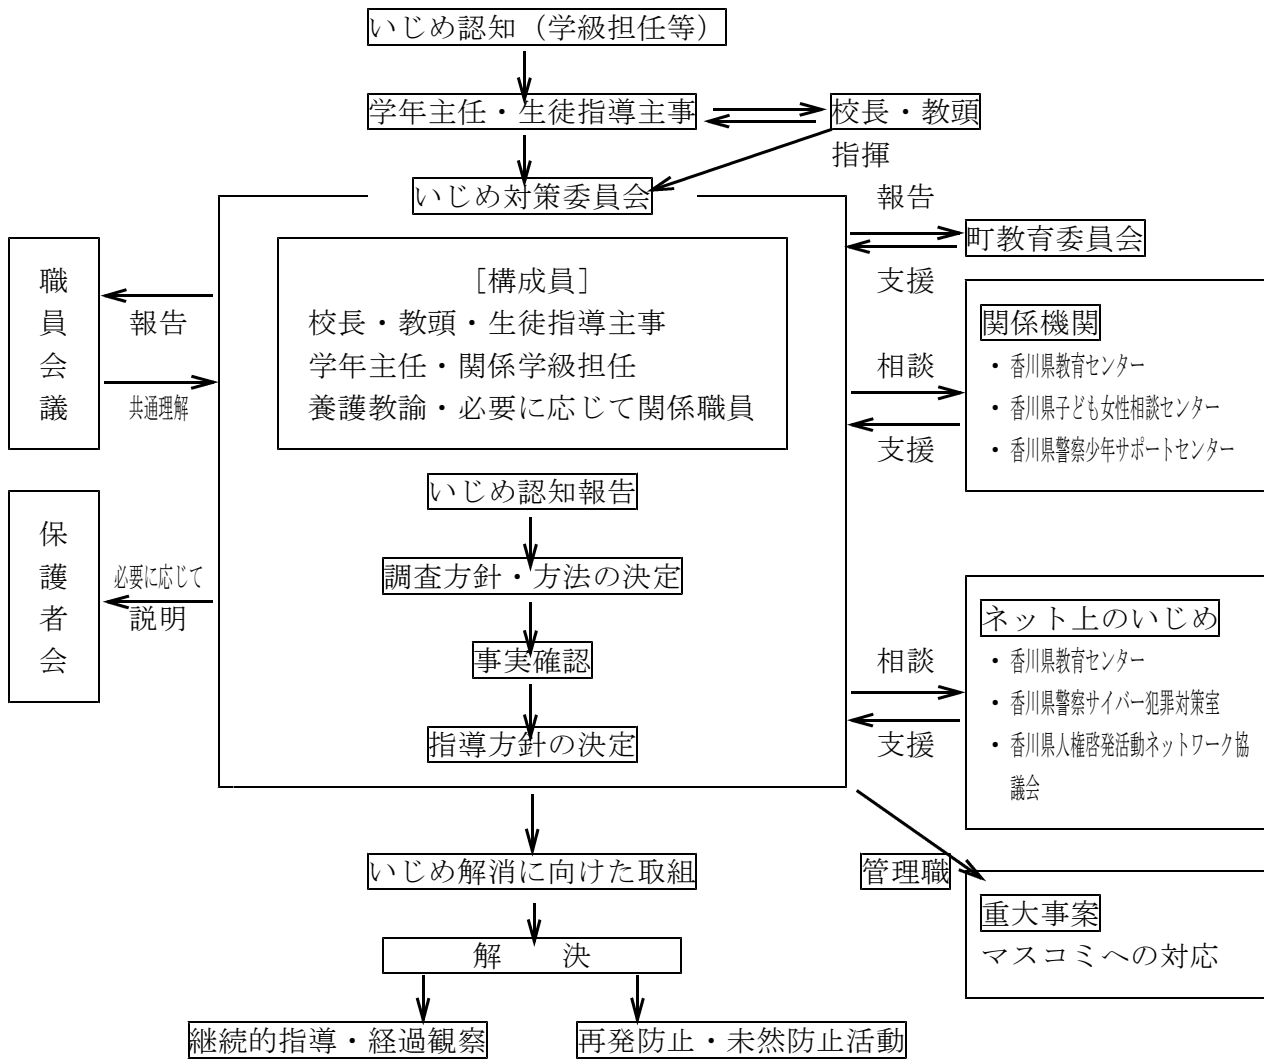 いじめ認知（学級担任等）
学年主任・生徒指導主事
校長・教頭
指揮
いじめ対策委員会
報告
町教育委員会
支援
職員会議
報告
共通理解
［構成員］
校長・教頭・生徒指導主事
学年主任・関係学級担任
養護教諭・必要に応じて関係職員
関係機関
・香川県教育センター
・香川県子ども女性相談センター
・香川県警察少年サポートセンター
相談
支援
いじめ認知報告
調査方針・方法の決定
事実確認
指導方針の決定
保護者会
必要に応じて
説明
ネット上のいじめ
・香川県教育センター
・香川県警察サイバー犯罪対策室
・香川県人権啓発活動ネットワーク協
議会
相談
支援
いじめ解消に向けた取組
管理職
重大事案
マスコミへの対応
解　　決
継続的指導・経過観察
再発防止・未然防止活動